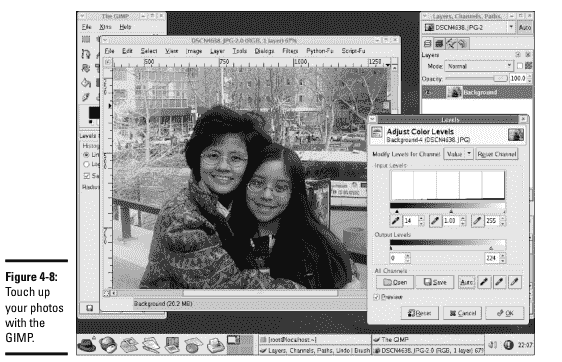 The GIMP
File Xtns Help
DSCN4638.JPG-2.0 (RGB, 1 layer) 67%
File Edit Select View Image Layer Tools Dialogs Filters Python-Fu Script-Fu
500 750 1000 1250
Layers, Channels, Paths,
DSCN4638.JPG-2 Auto
Layers
Mode: Normal
Opacity: 100.0
Background
Levels
Adjust Color Levels
Background-4 (DSCN4638.JPG)
Modify Levels for Channel: Value Reset Channel
Input Levels
14 1.03 255
Output Levels
0 224
All Channels
Open Save Auto
Preview
Reset Cancel OK
Background (20.2 MB)
Figure 4-8:
Touch up
your photos
with the
GIMP.
[root@localhost:~] The GIMP
Layers, Channels, Paths, Undo | Brush DSCN4638.JPG-2.0 (RGB, 1 layer) 67% 22:07